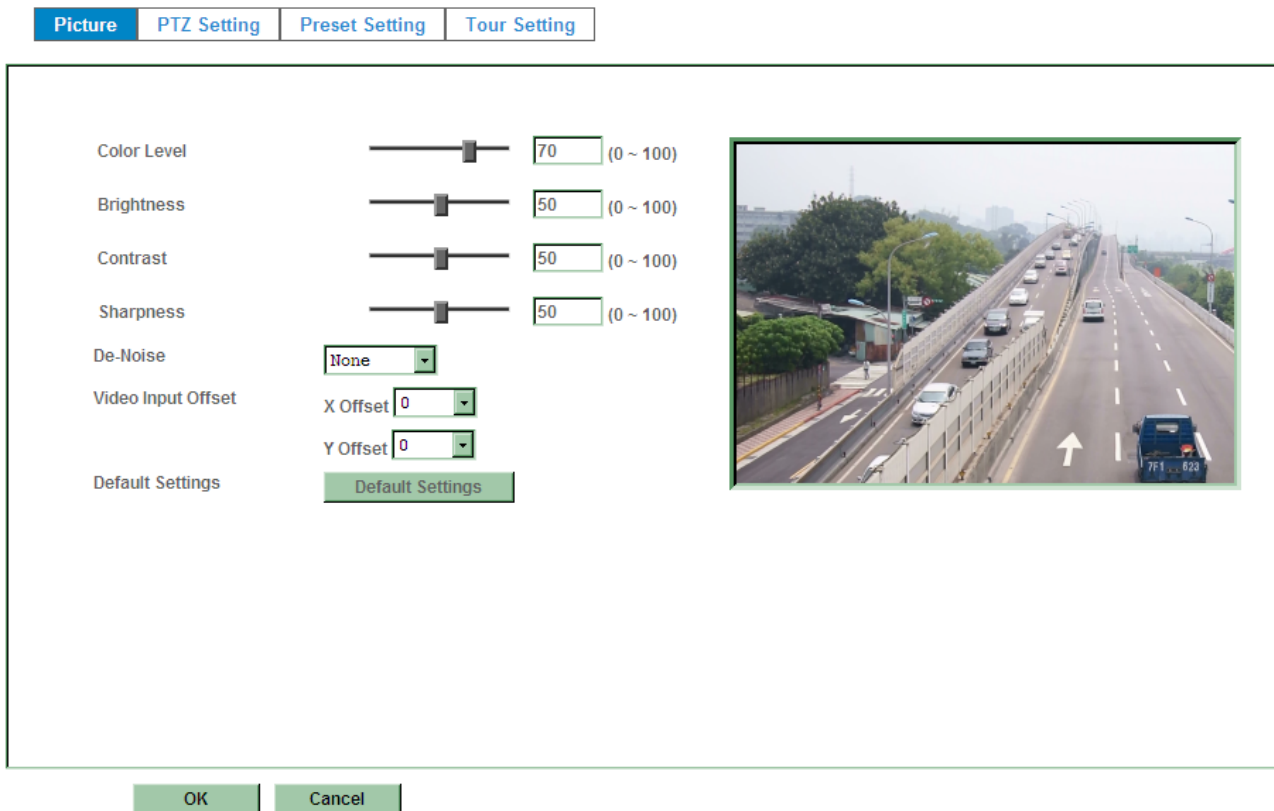 Picture PTZ Setting Preset Setting Tour Setting
Color Level 70 (0 ~ 100)
Brightness 50 (0 ~ 100)
Contrast 50 (0 ~ 100)
Sharpness 50 (0 ~ 100)
De-Noise None
Video Input Offset X Offset 0
Y Offset 0
Default Settings Default Settings
7F1 623
OK Cancel